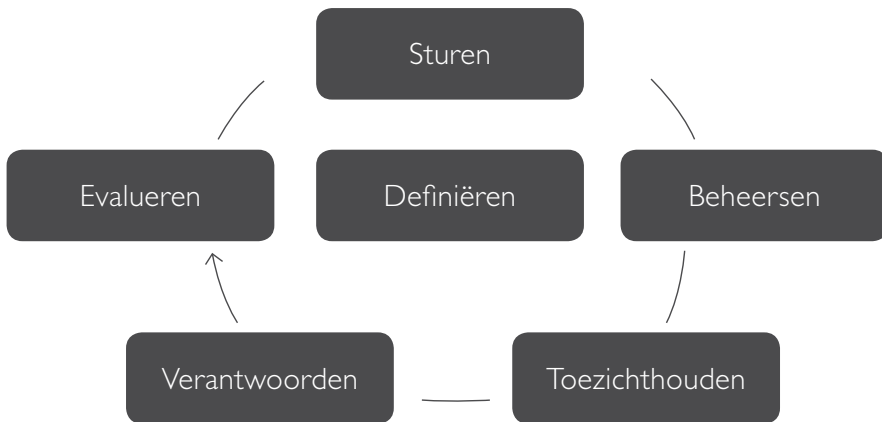 Sturen
Evalueren
Definiëren
Beheersen
Verantwoorden
Toezichthouden